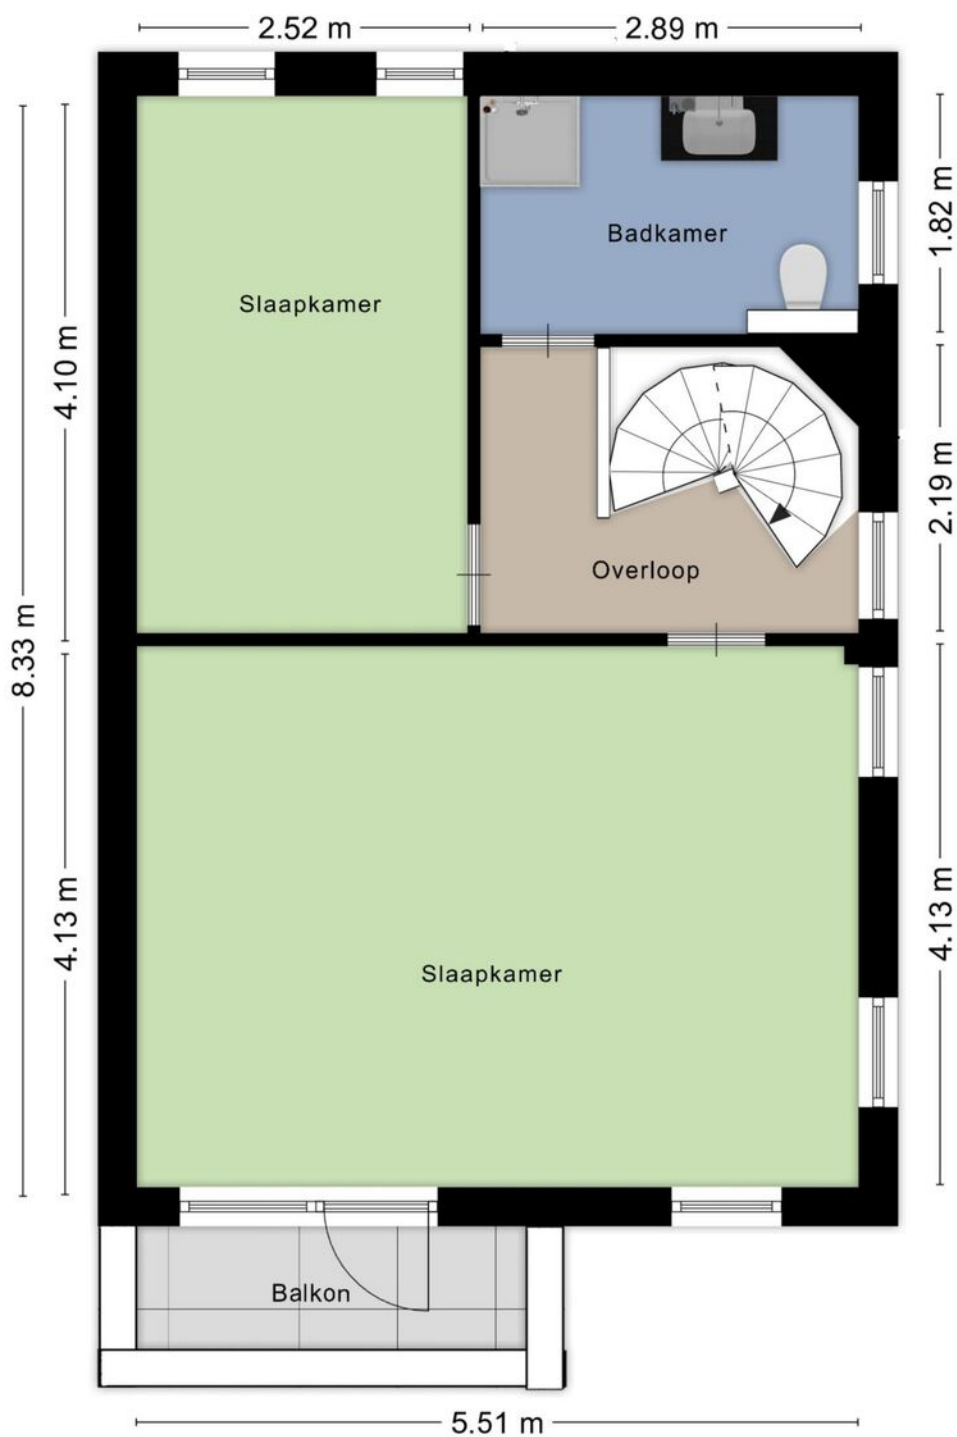 2.52 m
2.89 m
1.82 m
Badkamer
Slaapkamer
4.10 m
2.19 m
Overloop
8.33 m
4.13 m
4.13 m
Slaapkamer
Balkon
5.51 m